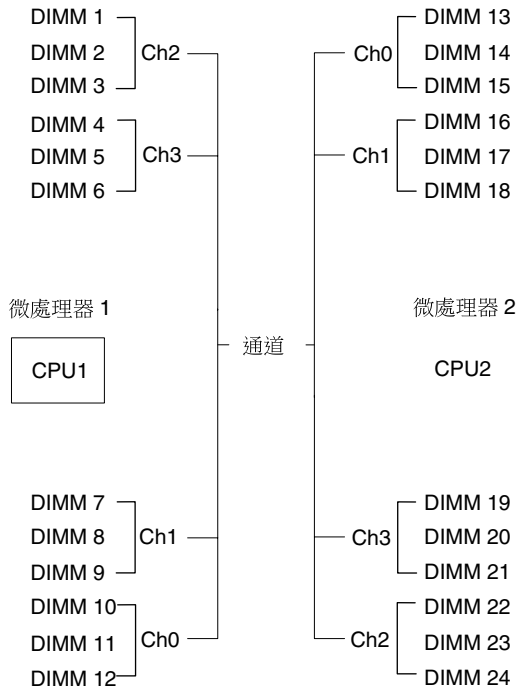 DIMM 1
DIMM 2
DIMM 3
Ch2
DIMM 4
DIMM 5
DIMM 6
Ch3
微處理器 1
CPU1
DIMM 7
DIMM 8
DIMM 9
Ch1
DIMM 10
DIMM 11
DIMM 12
Ch0
通道
DIMM 13
DIMM 14
DIMM 15
Ch0
DIMM 16
DIMM 17
DIMM 18
Ch1
微處理器 2
CPU2
DIMM 19
DIMM 20
DIMM 21
Ch3
DIMM 22
DIMM 23
DIMM 24
Ch2